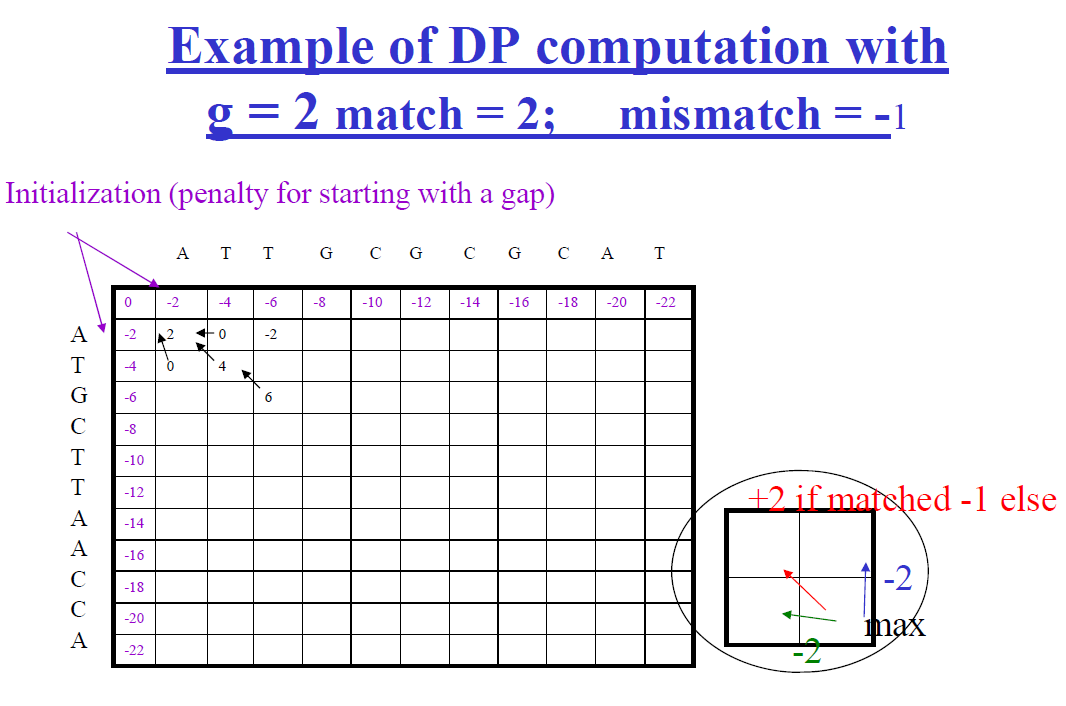 Example of DP computation with
g = 2 match = 2; mismatch = -1
Initialization (penalty for starting with a gap)
A T T G C G C G C A T
0 -2 -4 -6 -8 -10 -12 -14 -16 -18 -20 -22
A -2 2 0 -2
T -4 0 4
G -6 6
C -8
T -10
T -12
A -14
A -16
C -18
C -20
A -22
+2 if matched -1 else
-2
max
-2